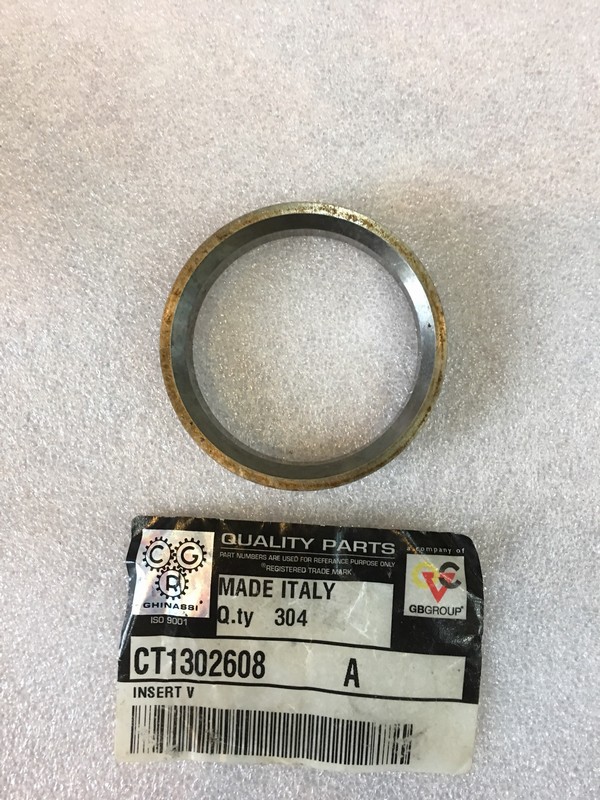 QUALITY PARTS
PART NUMBERS ARE USED FOR REFERANCE PURPOSE ONLY
®REGISTERED TRADE MARK
a company of
CGR
GHINASSI®
ISO 9001
GBGROUP®
MADE ITALY
Q.ty 304
CT1302608 A
INSERT V